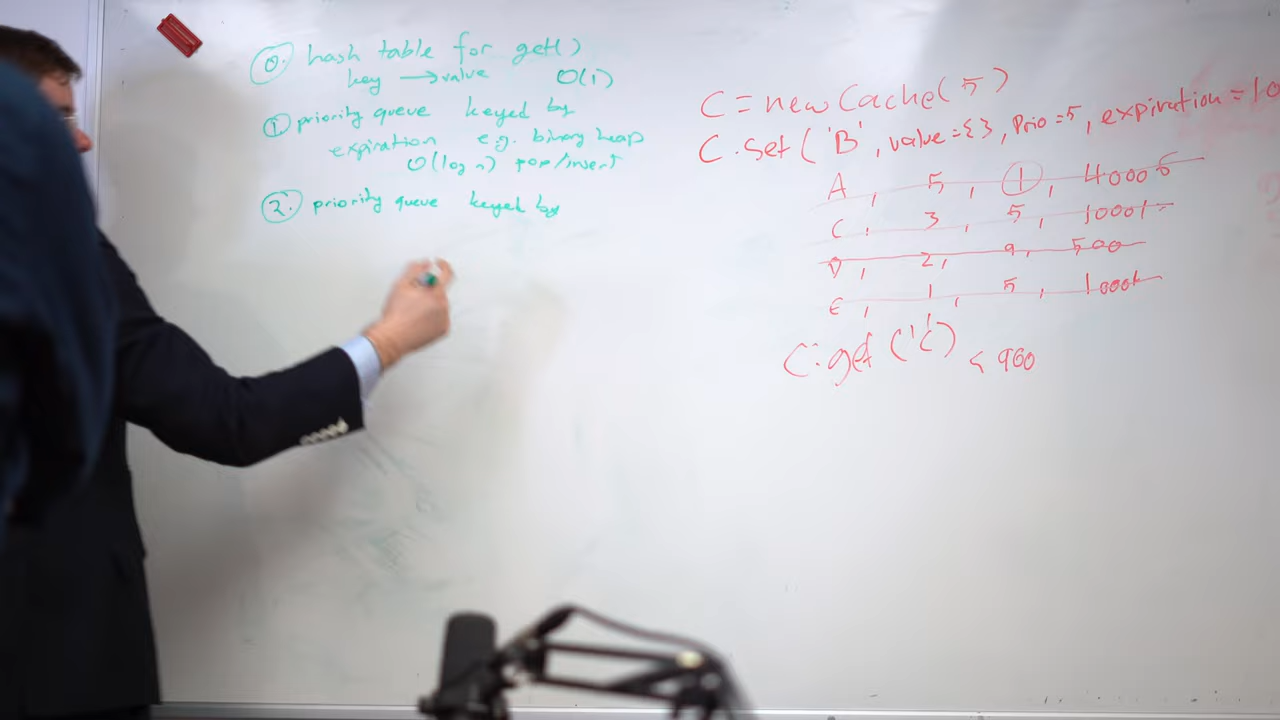 0. hash table for get()
key → value O(1)
1 priority queue keyed by
expiration e.g. binary heap
O(log n) pop/insert
2. priority queue keyed by
C = new Cache(5)
C.set('B', value={}, Prio=5, expiration=10
A, 5, 1, 4000
C, 3, 5, 1000
D, 2, 9, 500
E, 1, 5, 1000
C.get('C') < 900